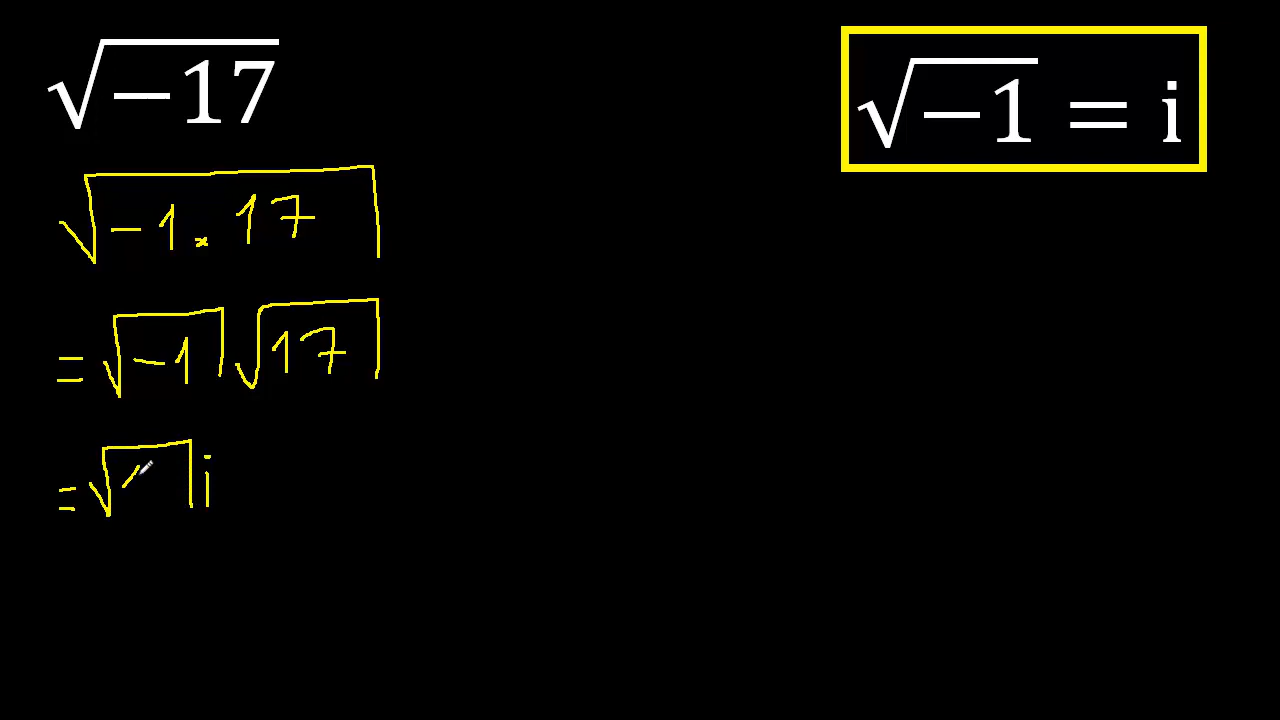 √-17
√-1 = i
√-1 . 17
= √-1 √17
= √ i